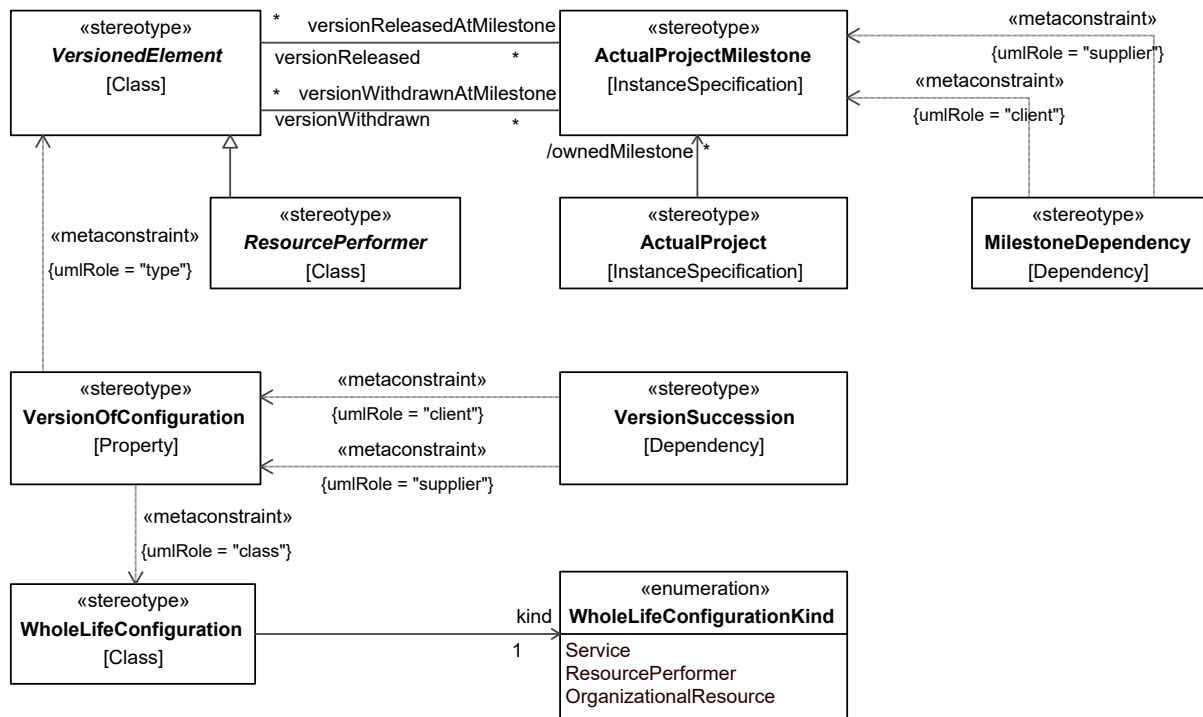 «stereotype»
VersionedElement
[Class]
*
versionReleasedAtMilestone
versionReleased
*
*
versionWithdrawnAtMilestone
versionWithdrawn
*
«stereotype»
ActualProjectMilestone
[InstanceSpecification]
«metaconstraint»
{umlRole = "supplier"}
«metaconstraint»
{umlRole = "client"}
/ownedMilestone
*
«metaconstraint»
{umlRole = "type"}
«stereotype»
ResourcePerformer
[Class]
«stereotype»
ActualProject
[InstanceSpecification]
«stereotype»
MilestoneDependency
[Dependency]
«stereotype»
VersionOfConfiguration
[Property]
«metaconstraint»
{umlRole = "client"}
«metaconstraint»
{umlRole = "supplier"}
«stereotype»
VersionSuccession
[Dependency]
«metaconstraint»
{umlRole = "class"}
«stereotype»
WholeLifeConfiguration
[Class]
kind
1
«enumeration»
WholeLifeConfigurationKind
Service
ResourcePerformer
OrganizationalResource